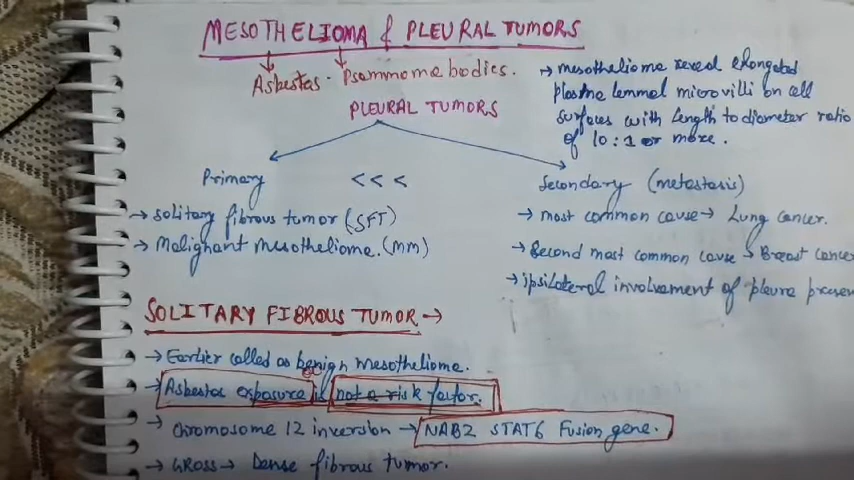 MESOTHELIOMA & PLEURAL TUMORS
Asbestas. Psammoma bodies.
→ mesothelioma reveal elongated
plasma lemmal microvilli on cell
surfaces with length to diameter ratio
of 10:1 or more.
PLEURAL TUMORS
Primary <<< Secondary (metastasis)
→ solitary fibrous tumor (SFT)
→ Malignant mesothelioma. (MM)
→ most common cause → Lung cancer.
→ Second most common cause → Breast cancer
→ ipsilateral involvement of pleura presen
SOLITARY FIBROUS TUMOR →
→ Earlier called as benign mesothelioma.
→ Asbestas exposure is not a risk factor.
→ chromosome 12 inversion → NAB2 STAT6 Fusion gene.
→ GROSS → Dense fibrous tumor.